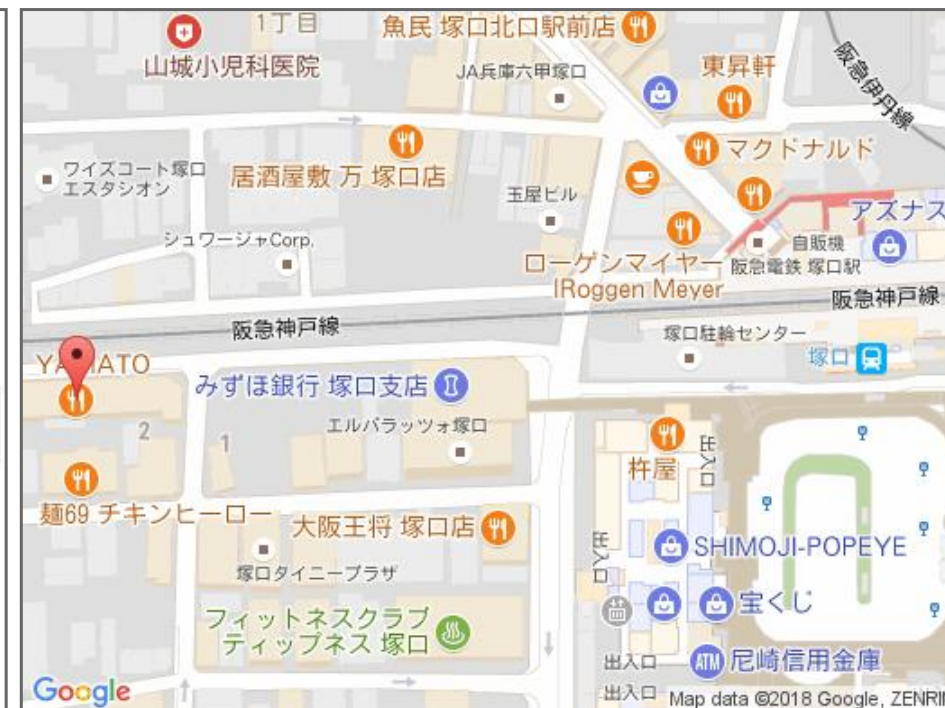 1丁目
魚民 塚口北口駅前店
山城小児科医院
JA兵庫六甲塚口
東昇軒
阪急伊丹線
ワイズコート塚口
エスタシオン
居酒屋敷 万 塚口店
マクドナルド
玉屋ビル
アズナス
シュワージャCorp.
自販機
ローゲンマイヤー
lRoggen Meyer
阪急電鉄 塚口駅
阪急神戸線
阪急神戸線
塚口駐輪センター
塚口
YAMATO
みずほ銀行 塚口支店
エルパラッツォ塚口
2
1
杵屋
出入口
麺69 チキンヒーロー
大阪王将 塚口店
出入口
SHIMOJI-POPEYE
塚口タイニープラザ
宝くじ
フィットネスクラブ
ティップネス 塚口
出入口
ATM
尼崎信用金庫
出入口
Google
Map data ©2018 Google, ZENRI